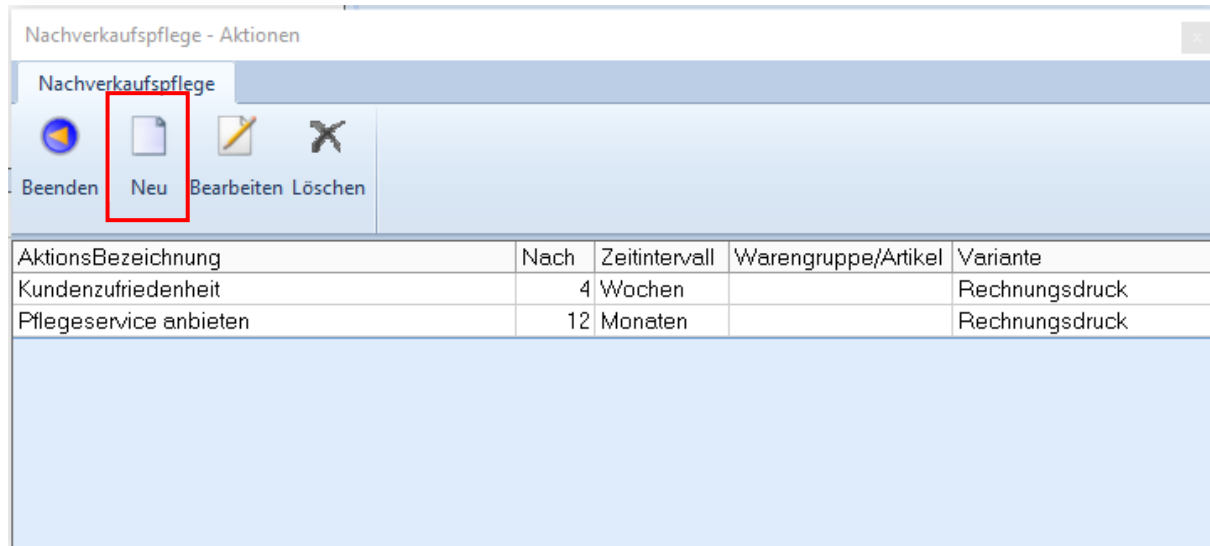 Nachverkaufspflege - Aktionen
x
Nachverkaufspflege
Beenden Neu Bearbeiten Löschen
AktionsBezeichnung Nach Zeitintervall Warengruppe/Artikel Variante
Kundenzufriedenheit 4 Wochen Rechnungsdruck
Pflegeservice anbieten 12 Monaten Rechnungsdruck